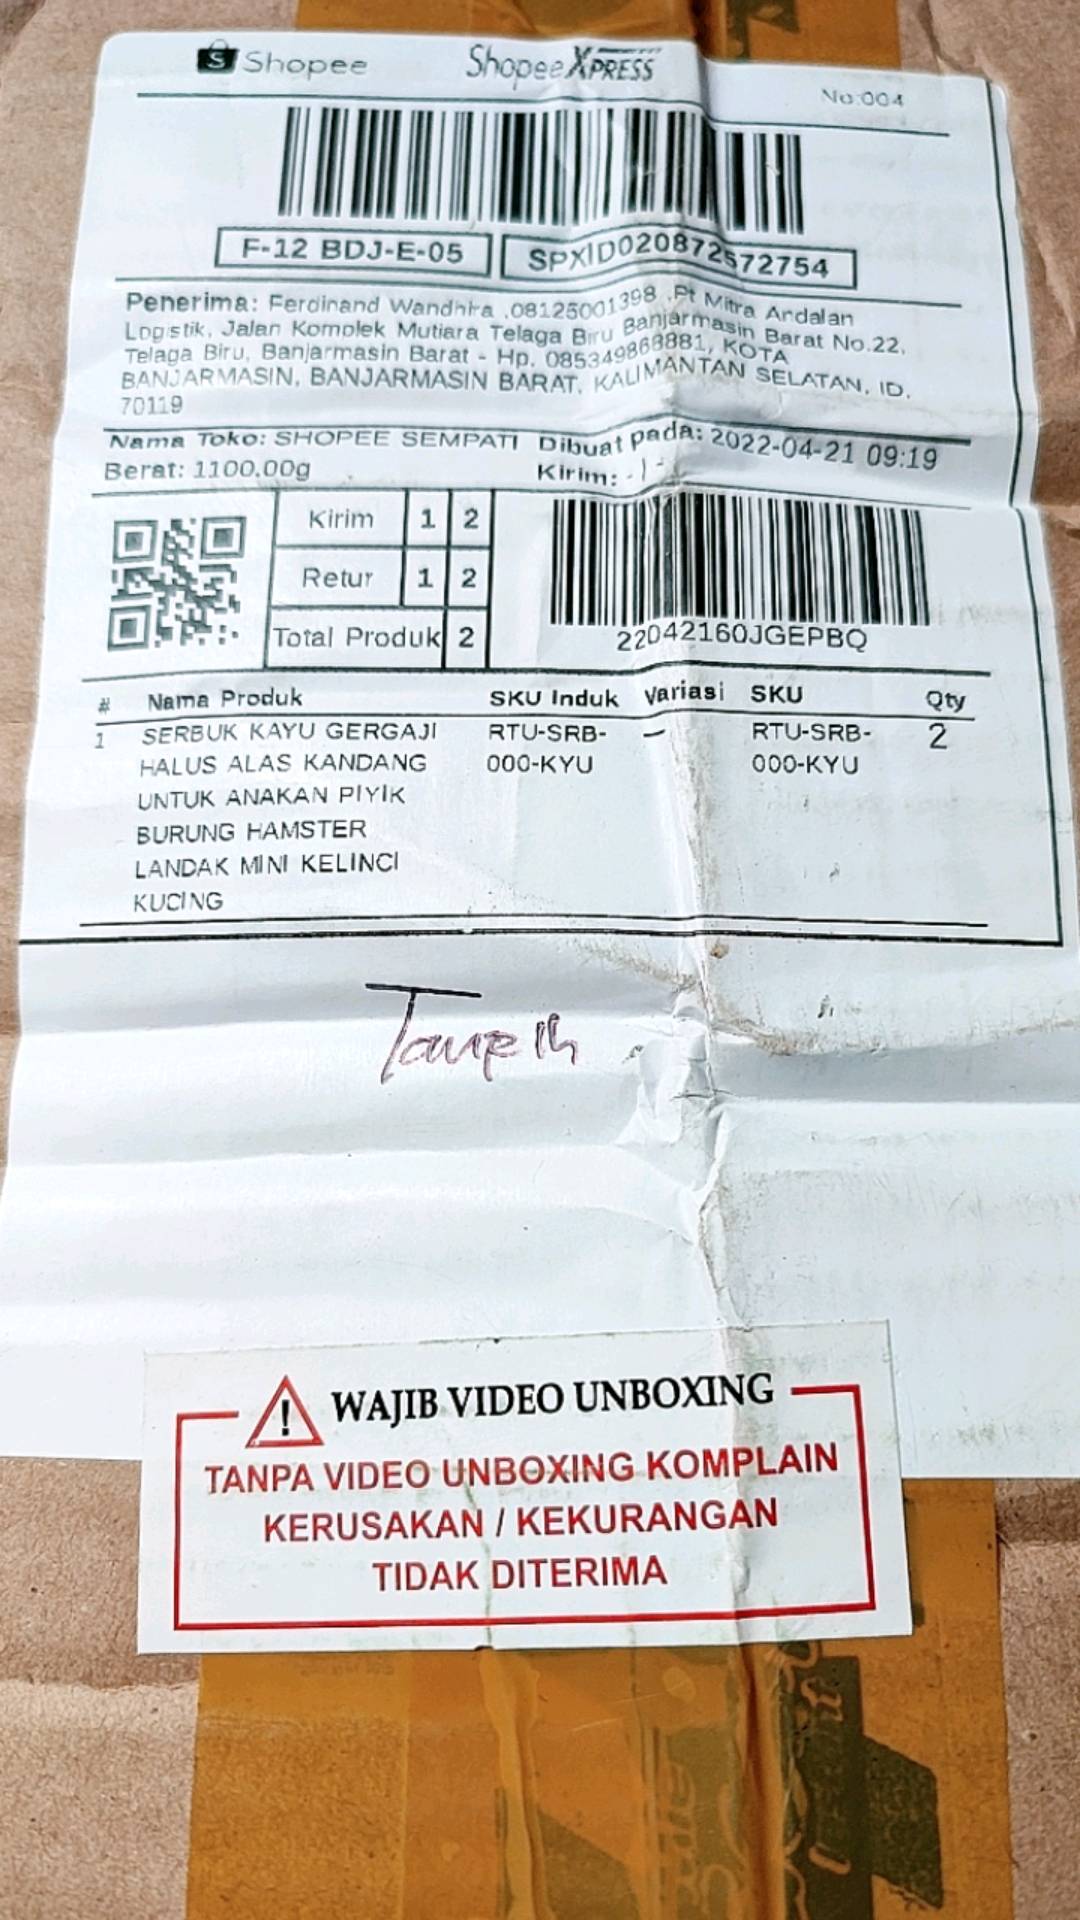 Shopee
ShopeeXPRESS
No:004
F-12 BDJ-E-05
SPXID020872572754
Penerima: Ferdinand Wandhira ,08125001398 ,Pt Mitra Andalan
Logistik, Jalan Komplek Mutiara Telaga Biru Banjarmasin Barat No.22,
Telaga Biru, Banjarmasin Barat - Hp. 085349868881, KOTA
BANJARMASIN, BANJARMASIN BARAT, KALIMANTAN SELATAN, ID,
70119
Nama Toko: SHOPEE SEMPATI Dibuat pada: 2022-04-21 09:19
Berat: 1100.00g Kirim: -
Kirim 1 2
Retur 1 2
Total Produk 2
22042160JGEPBQ
# Nama Produk SKU Induk Variasi SKU Qty
1 SERBUK KAYU GERGAJI RTU-SRB- - RTU-SRB- 2
HALUS ALAS KANDANG 000-KYU 000-KYU
UNTUK ANAKAN PIYIK
BURUNG HAMSTER
LANDAK MINI KELINCI
KUCING
WAJIB VIDEO UNBOXING
TANPA VIDEO UNBOXING KOMPLAIN
KERUSAKAN / KEKURANGAN
TIDAK DITERIMA